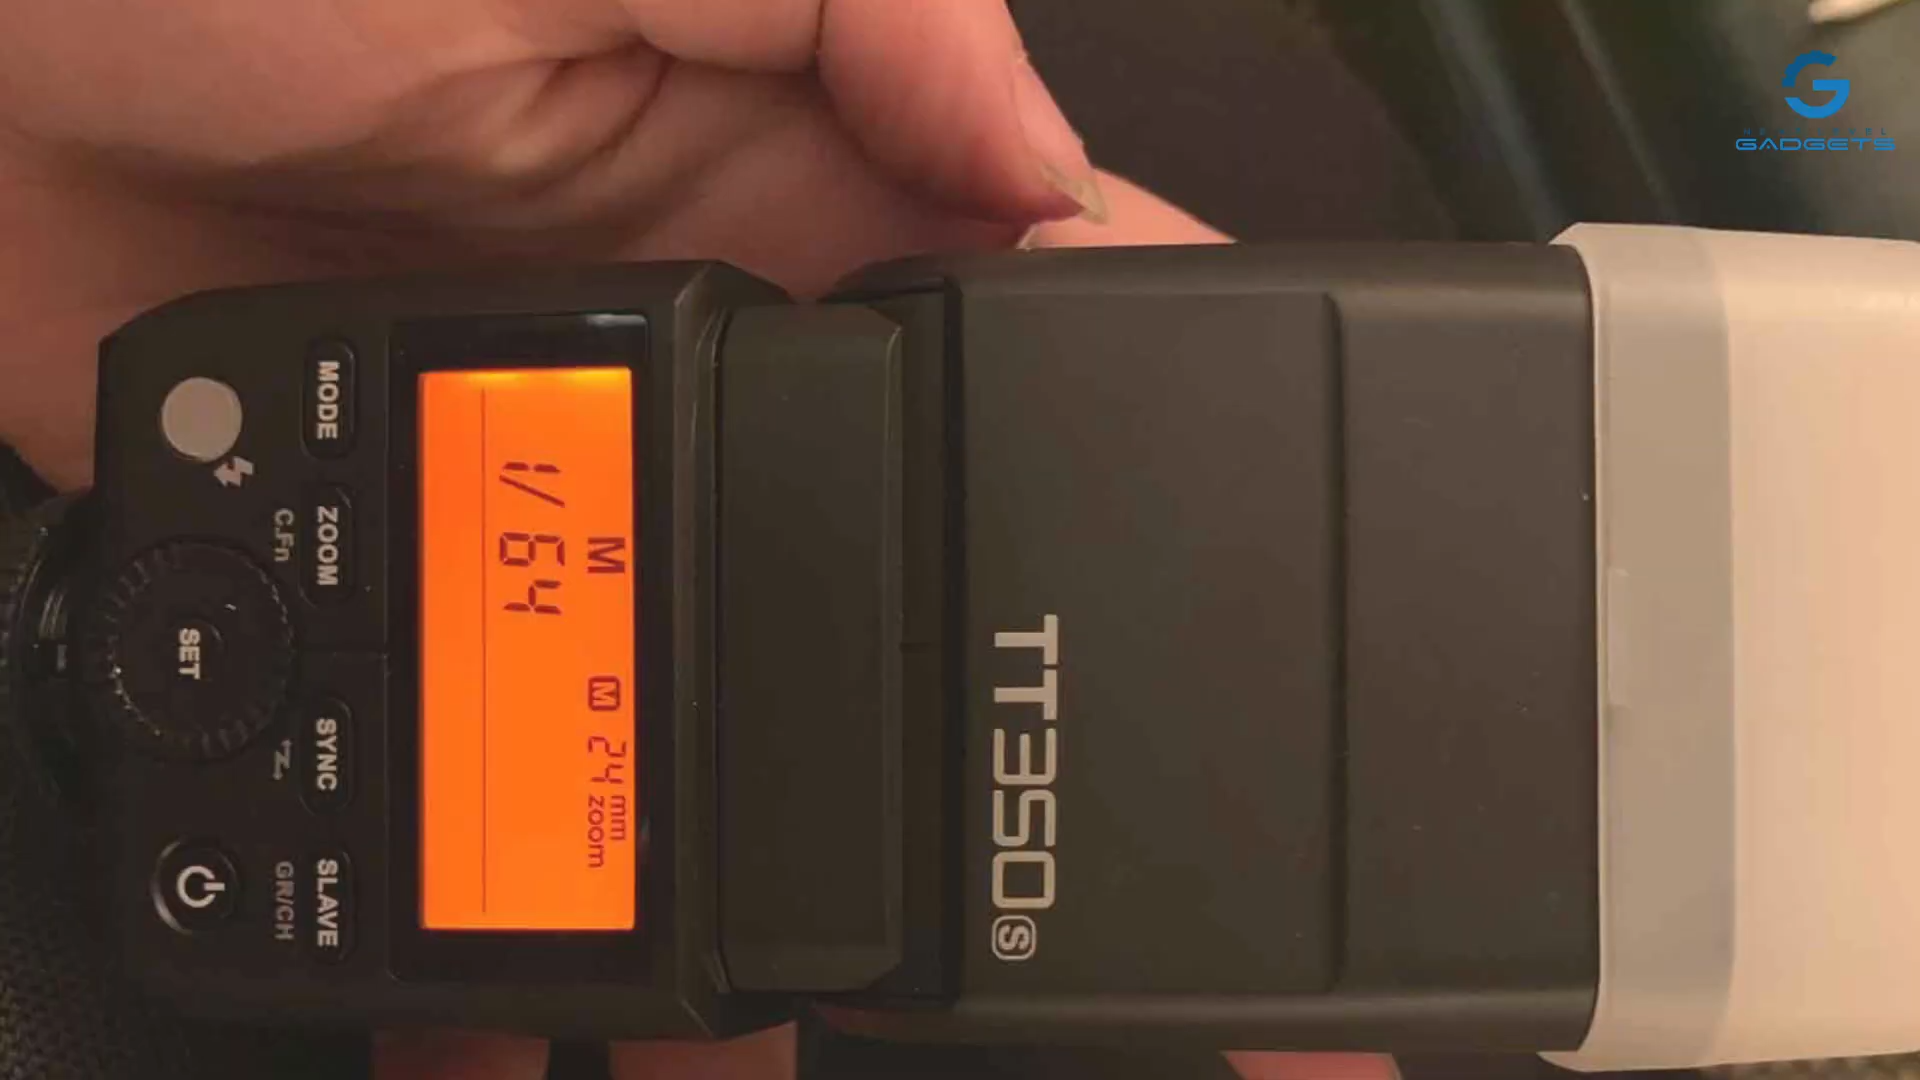 TT350S
M M 24 mm
zoom
1/64
MODE ZOOM SYNC SLAVE
C.Fn GR/CH
SET
GADGETS